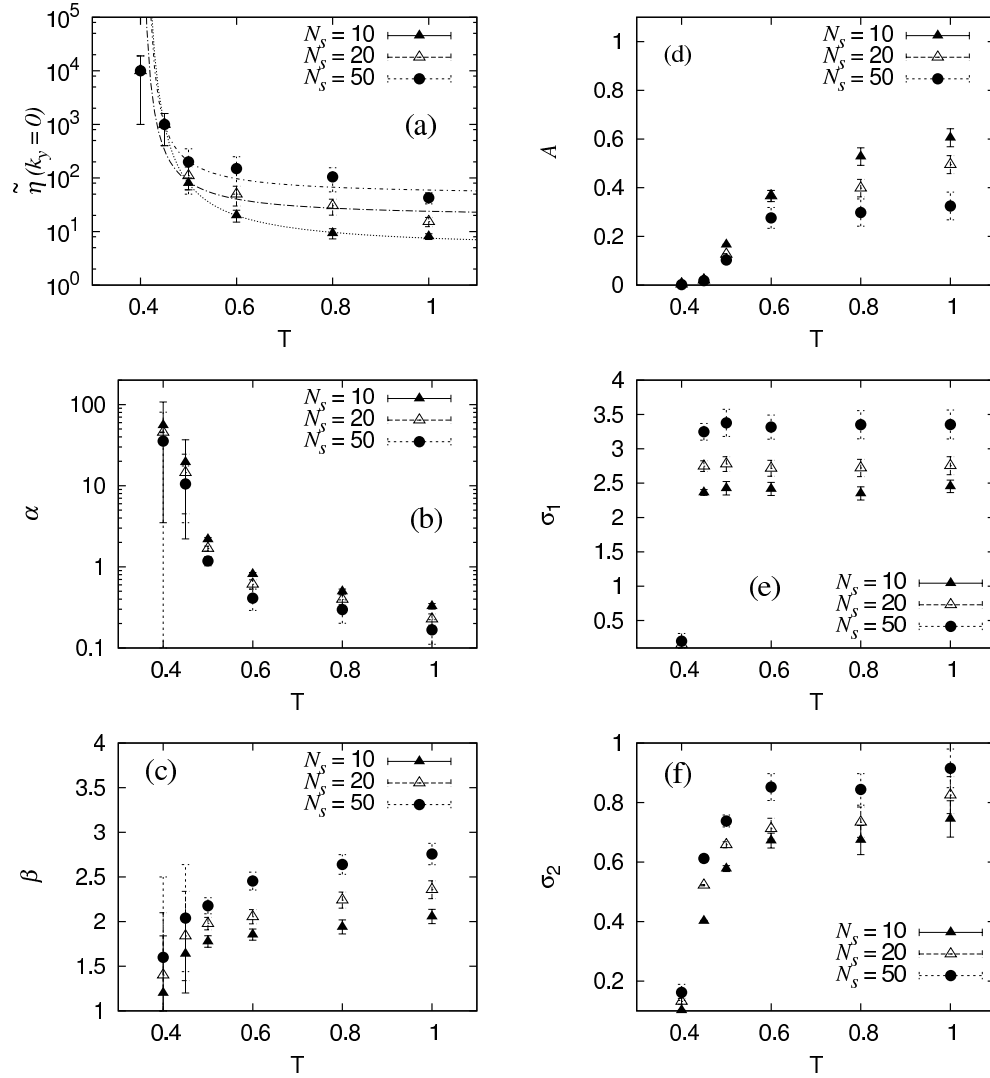 10^5
10^4
10^3
10^2
10^1
10^0
0.4 0.6 0.8 1
T
η̃ (k_y = 0)
N_s = 10
N_s = 20
N_s = 50
(a)
1
0.8
0.6
0.4
0.2
0
0.4 0.6 0.8 1
T
A
N_s = 10
N_s = 20
N_s = 50
(d)
100
10
1
0.1
0.4 0.6 0.8 1
T
α
N_s = 10
N_s = 20
N_s = 50
(b)
4
3.5
3
2.5
2
1.5
1
0.5
0.4 0.6 0.8 1
T
σ_1
(e)
N_s = 10
N_s = 20
N_s = 50
4
3.5
3
2.5
2
1.5
1
0.4 0.6 0.8 1
T
β
(c)
N_s = 10
N_s = 20
N_s = 50
1
0.8
0.6
0.4
0.2
0.4 0.6 0.8 1
T
σ_2
(f)
N_s = 10
N_s = 20
N_s = 50